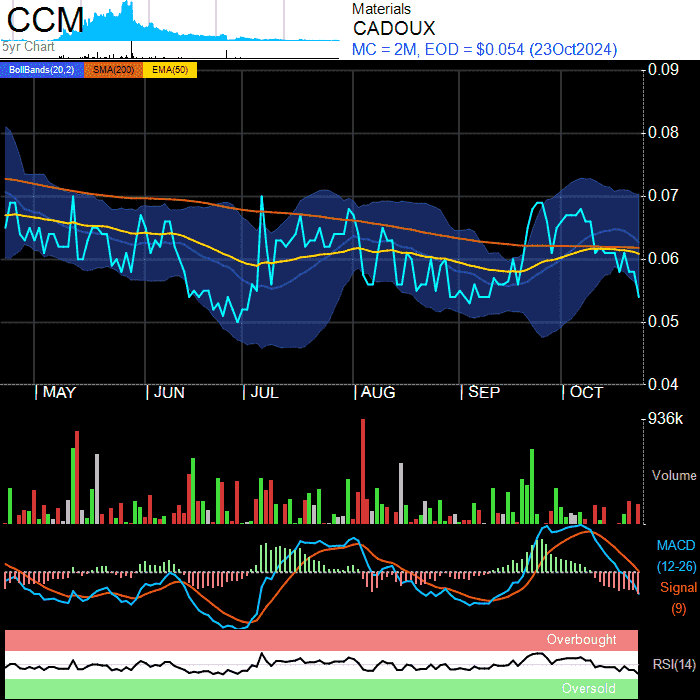 CCM
5yr Chart
Materials
CADOUX
MC = 2M, EOD = $0.054 (23Oct2024)
BollBands(20,2) SMA(200) EMA(50)
0.09
0.08
0.07
0.06
0.05
0.04
MAY JUN JUL AUG SEP OCT
936k
Volume
MACD
(12-26)
Signal
(9)
Overbought
RSI(14)
Oversold